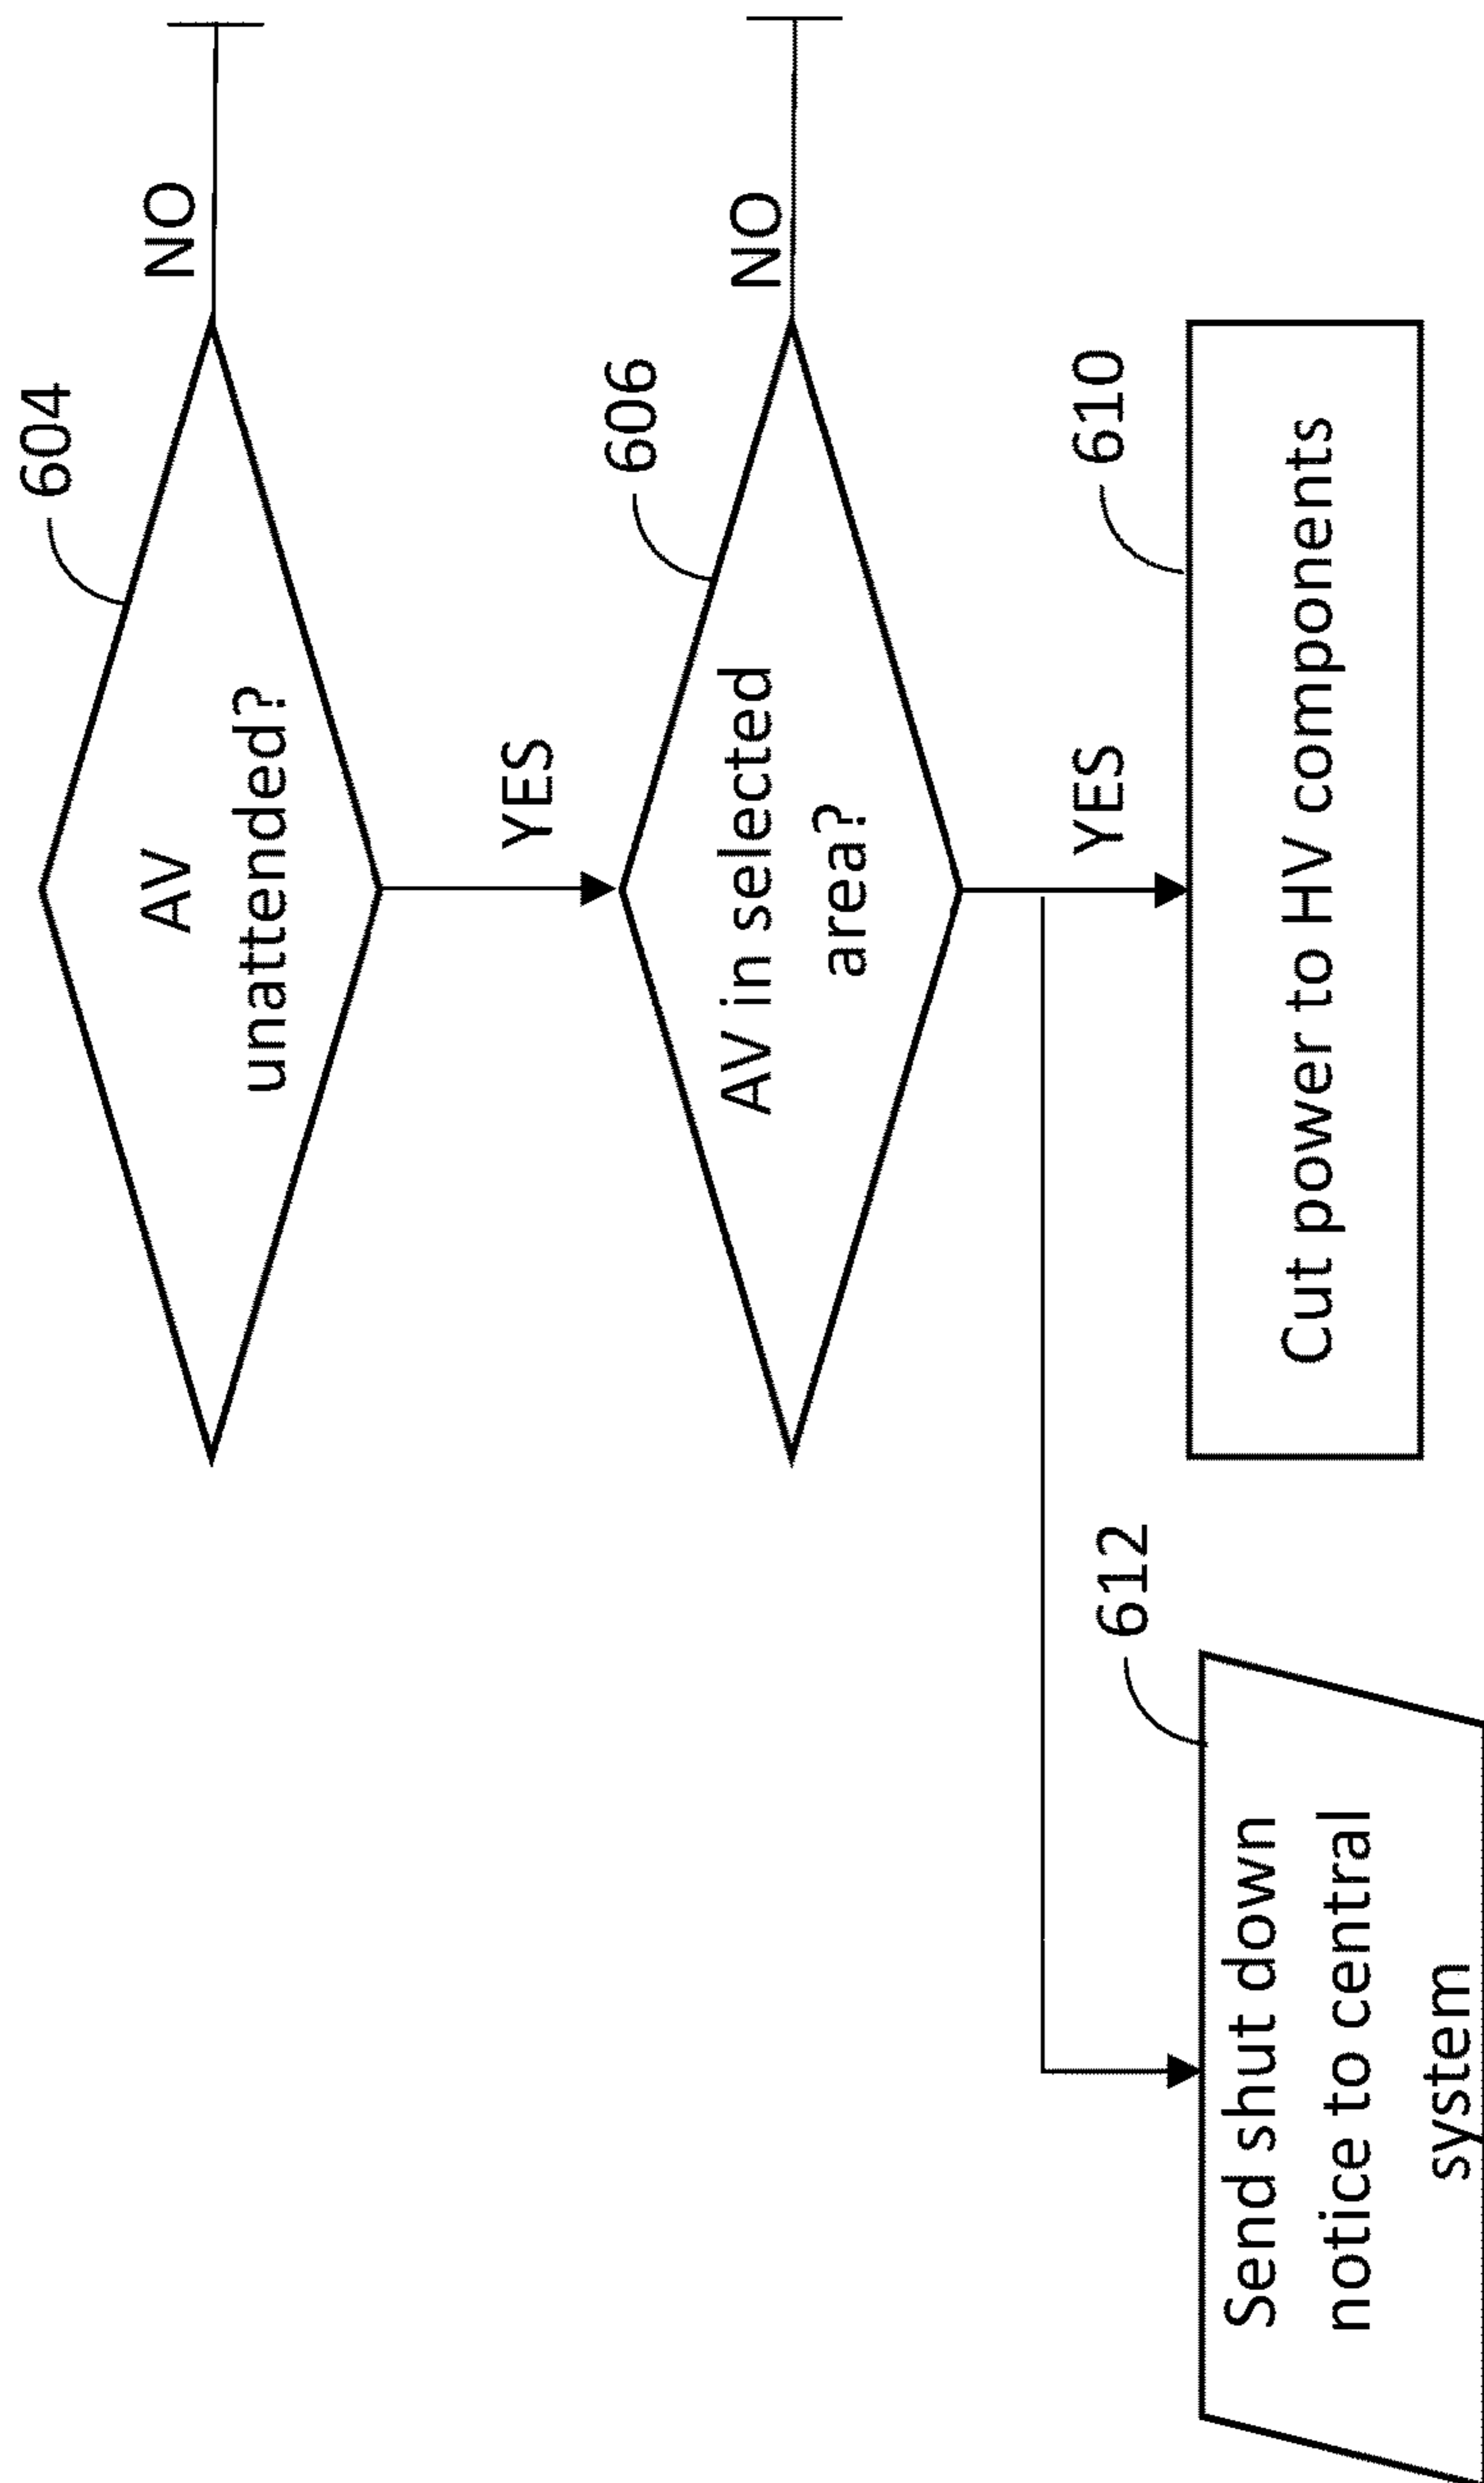 604
AV
unattended?
NO
YES
606
AV in selected
area?
NO
YES
610
Cut power to HV components
612
Send shut down
notice to central
system